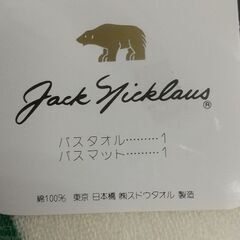 Jack Nicklaus®
バスタオル………1
バスマット………1
綿100% 東京 日本橋 ㈱スドウタオル 製造